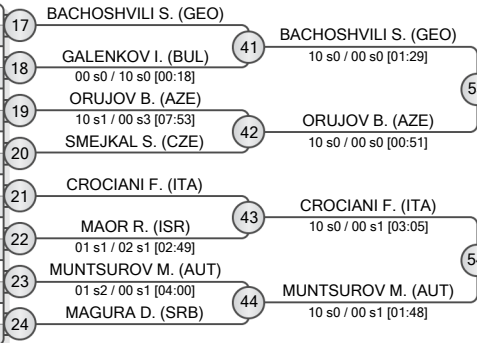 17
BACHOSHVILI S. (GEO)
41
BACHOSHVILI S. (GEO)
10 s0 / 00 s0 [01:29]
18
GALENKOV I. (BUL)
00 s0 / 10 s0 [00:18]
19
ORUJOV B. (AZE)
10 s1 / 00 s3 [07:53]
42
ORUJOV B. (AZE)
10 s0 / 00 s0 [00:51]
20
SMEJKAL S. (CZE)
21
CROCIANI F. (ITA)
43
CROCIANI F. (ITA)
10 s0 / 00 s1 [03:05]
22
MAOR R. (ISR)
01 s1 / 02 s1 [02:49]
23
MUNTSUROV M. (AUT)
01 s2 / 00 s1 [04:00]
44
MUNTSUROV M. (AUT)
10 s0 / 00 s1 [01:48]
24
MAGURA D. (SRB)